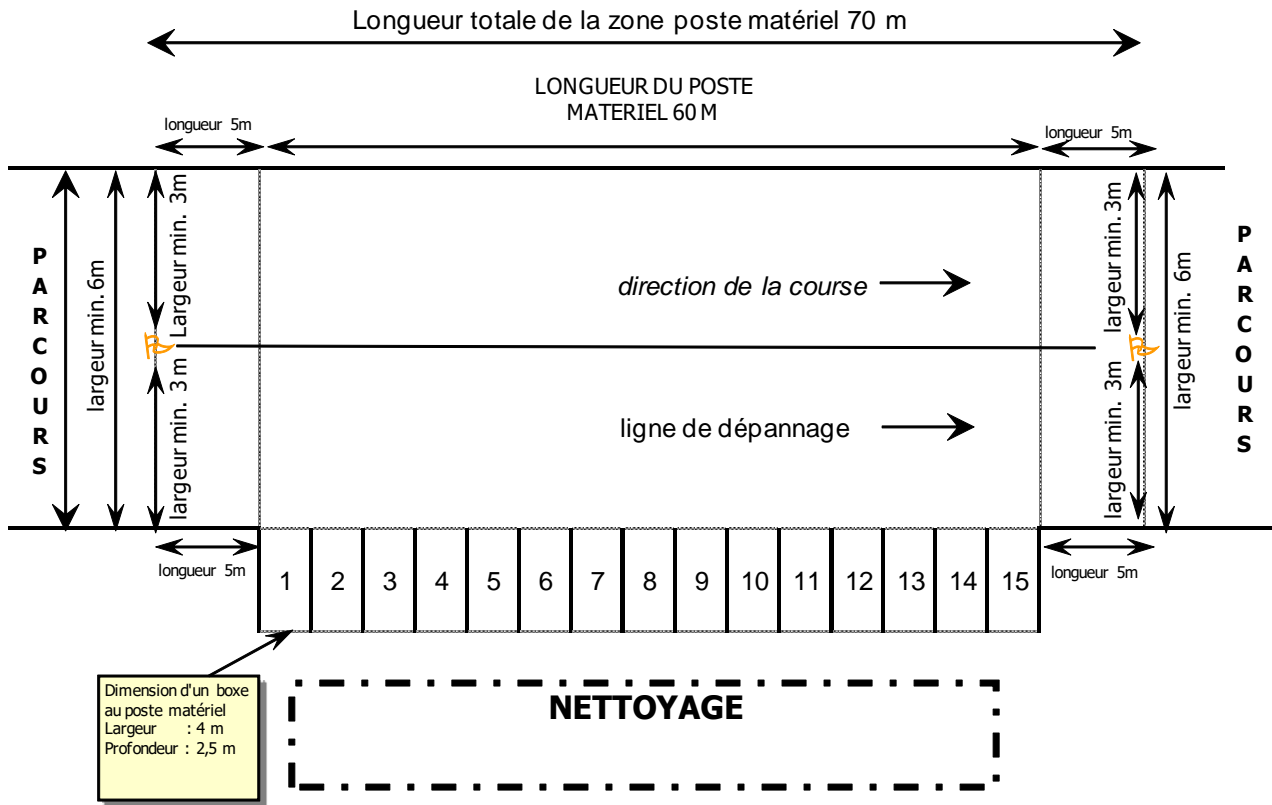 Longueur totale de la zone poste matériel 70 m
LONGUEUR DU POSTE
MATERIEL 60 M
longueur 5m
longueur 5m
PARCOURS
largeur min. 6m
Largeur min. 3m
largeur min. 3 m
direction de la course
ligne de dépannage
largeur min. 3m
largeur min. 3m
largeur min. 6m
PARCOURS
longueur 5m
longueur 5m
1 2 3 4 5 6 7 8 9 10 11 12 13 14 15
Dimension d'un boxe
au poste matériel
Largeur : 4 m
Profondeur : 2,5 m
NETTOYAGE